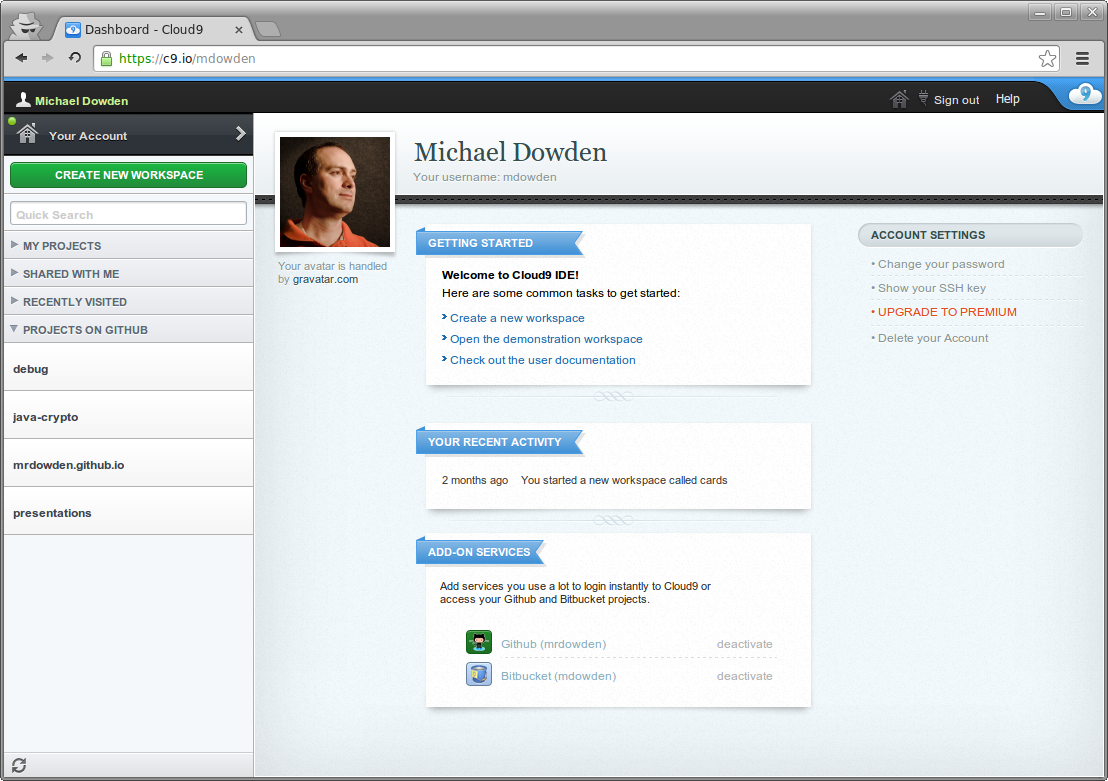 Dashboard - Cloud9
https://c9.io/mdowden
Michael Dowden
Sign out
Help
9
Your Account
CREATE NEW WORKSPACE
Quick Search
MY PROJECTS
SHARED WITH ME
RECENTLY VISITED
PROJECTS ON GITHUB
debug
java-crypto
mrdowden.github.io
presentations
Michael Dowden
Your username: mdowden
Your avatar is handled
by gravatar.com
GETTING STARTED
Welcome to Cloud9 IDE!
Here are some common tasks to get started:
Create a new workspace
Open the demonstration workspace
Check out the user documentation
YOUR RECENT ACTIVITY
2 months ago You started a new workspace called cards
ADD-ON SERVICES
Add services you use a lot to login instantly to Cloud9 or
access your Github and Bitbucket projects.
Github (mrdowden) deactivate
Bitbucket (mdowden) deactivate
ACCOUNT SETTINGS
• Change your password
• Show your SSH key
• UPGRADE TO PREMIUM
• Delete your Account